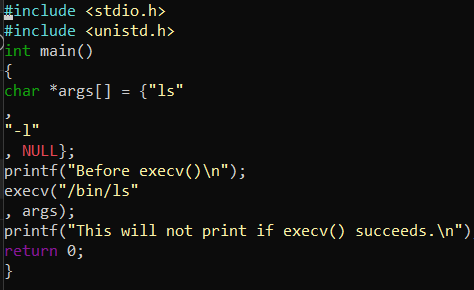 #include <stdio.h>
#include <unistd.h>
int main()
{
char *args[] = {"ls"
,
"-l"
, NULL};
printf("Before execv()\n");
execv("/bin/ls"
, args);
printf("This will not print if execv() succeeds.\n")
return 0;
}